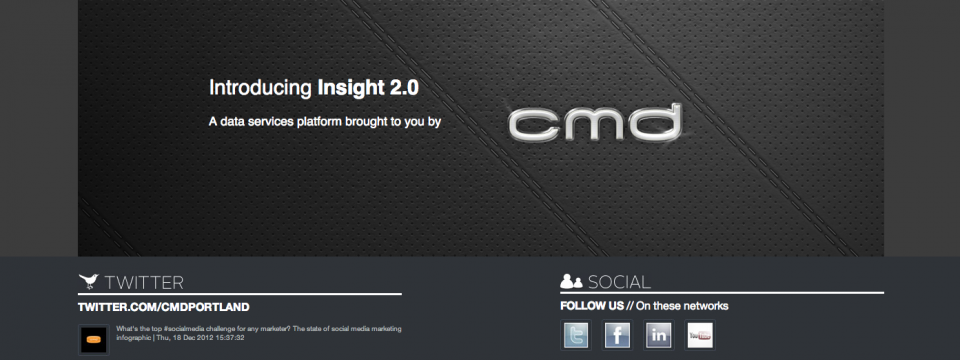 Introducing Insight 2.0
A data services platform brought to you by
cmd
TWITTER
TWITTER.COM/CMDPORTLAND
What's the top #socialmedia challenge for any marketer? The state of social media marketing
infographic | Thu, 18 Dec 2012 15:37:32
SOCIAL
FOLLOW US // On these networks
t
f
in
YouTube